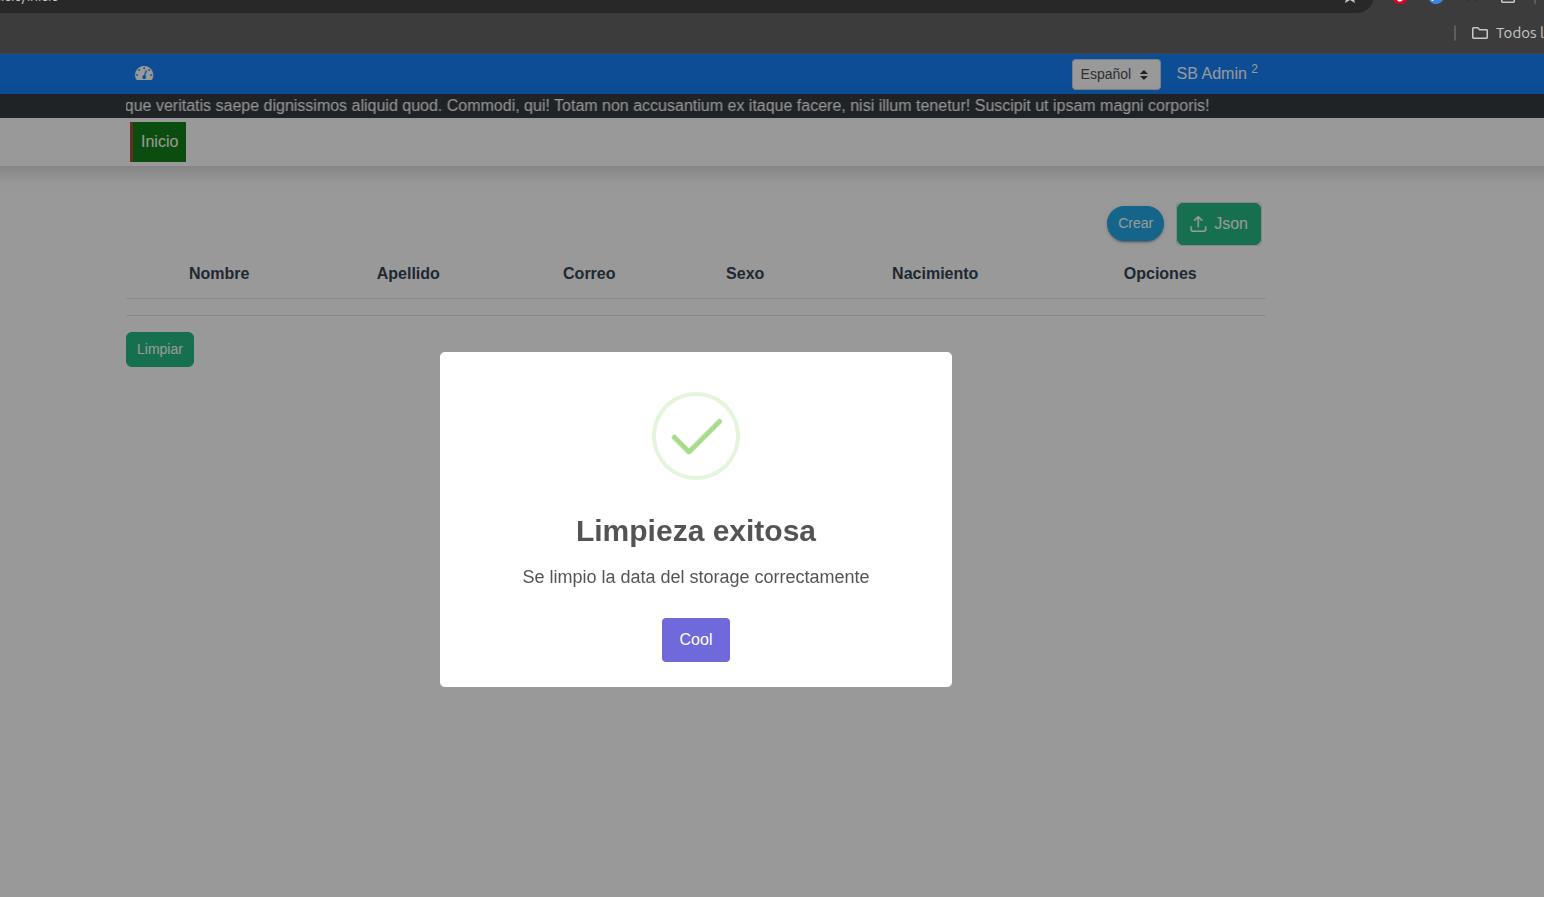 Todos l
Español SB Admin 2
que veritatis saepe dignissimos aliquid quod. Commodi, qui! Totam non accusantium ex itaque facere, nisi illum tenetur! Suscipit ut ipsam magni corporis!
Inicio
Crear Json
Nombre Apellido Correo Sexo Nacimiento Opciones
Limpiar
Limpieza exitosa
Se limpio la data del storage correctamente
Cool